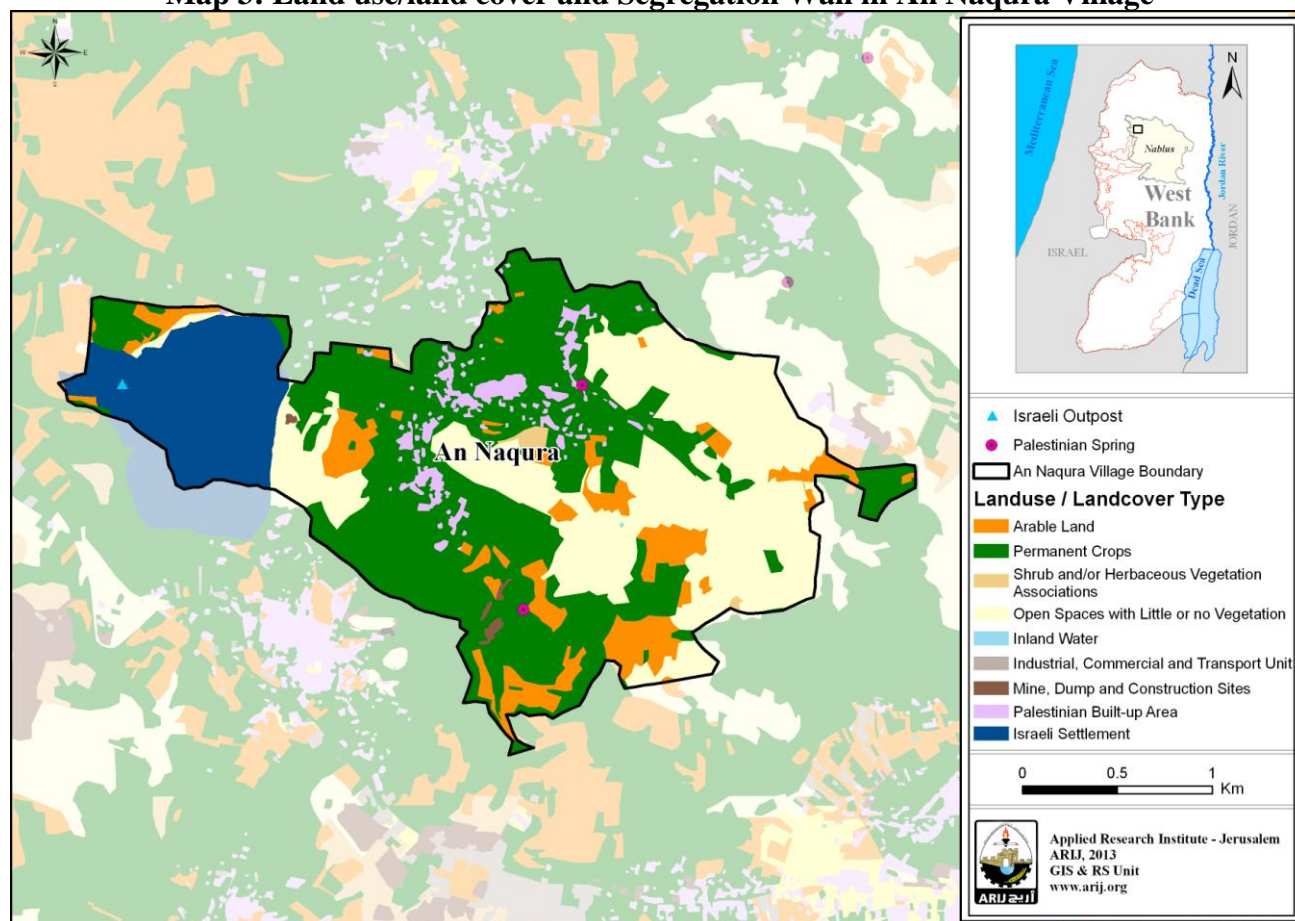 Map 3: Land use/land cover and Segregation Wall in An Naqura Village
N
W
E
S
An Naqura
Mediterranean Sea
N
Nablus
West
Bank
Jordan River
JORDAN
ISRAEL
Dead Sea
Israeli Outpost
Palestinian Spring
An Naqura Village Boundary
Landuse / Landcover Type
Arable Land
Permanent Crops
Shrub and/or Herbaceous Vegetation
Associations
Open Spaces with Little or no Vegetation
Inland Water
Industrial, Commercial and Transport Unit
Mine, Dump and Construction Sites
Palestinian Built-up Area
Israeli Settlement
0 0.5 1
Km
Applied Research Institute - Jerusalem
ARIJ, 2013
GIS & RS Unit
www.arij.org
ARIJ أريج